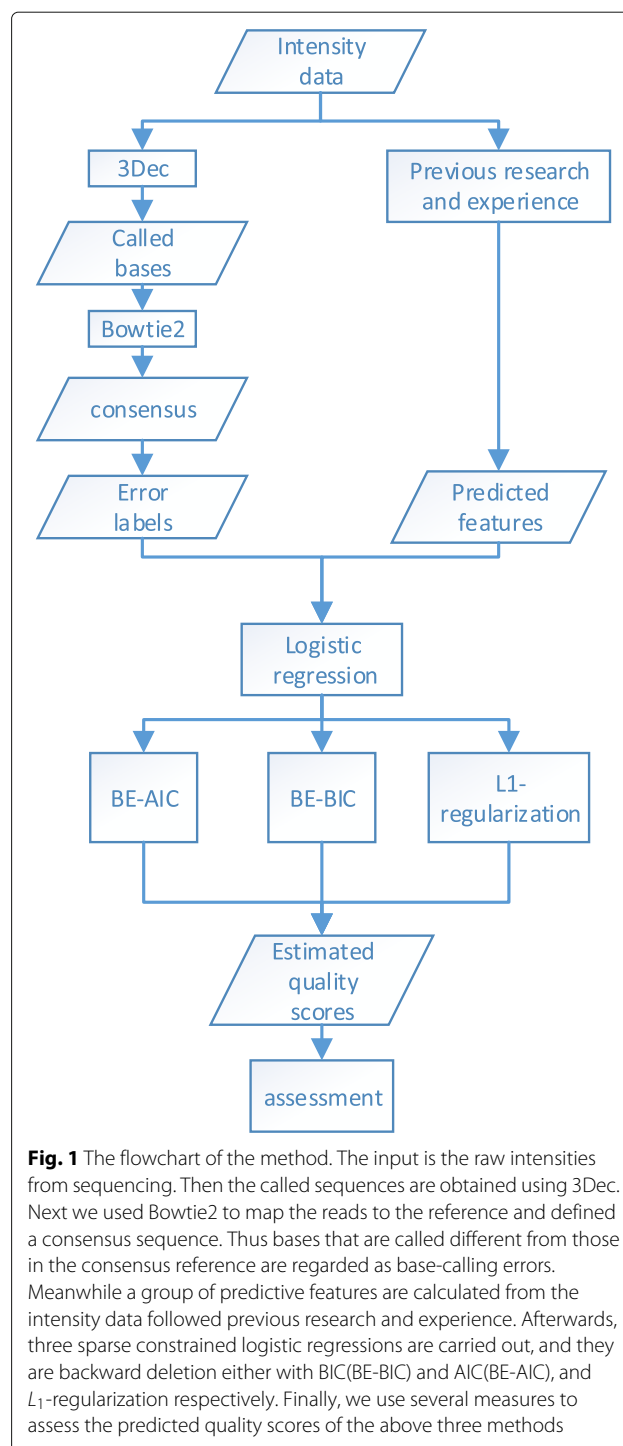 Intensity
data
3Dec
Previous research
and experience
Called
bases
Bowtie2
consensus
Error
labels
Predicted
features
Logistic
regression
BE-AIC
BE-BIC
L1-
regularization
Estimated
quality
scores
assessment
Fig. 1 The flowchart of the method. The input is the raw intensities
from sequencing. Then the called sequences are obtained using 3Dec.
Next we used Bowtie2 to map the reads to the reference and defined
a consensus sequence. Thus bases that are called different from those
in the consensus reference are regarded as base-calling errors.
Meanwhile a group of predictive features are calculated from the
intensity data followed previous research and experience. Afterwards,
three sparse constrained logistic regressions are carried out, and they
are backward deletion either with BIC(BE-BIC) and AIC(BE-AIC), and
L1-regularization respectively. Finally, we use several measures to
assess the predicted quality scores of the above three methods